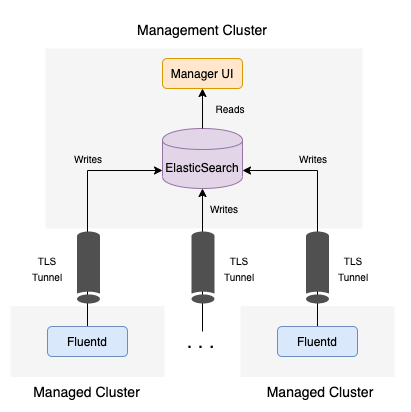 Management Cluster
Manager UI
Reads
Writes
ElasticSearch
Writes
Writes
TLS
Tunnel
TLS
Tunnel
TLS
Tunnel
Fluentd
. . .
Fluentd
Managed Cluster
Managed Cluster